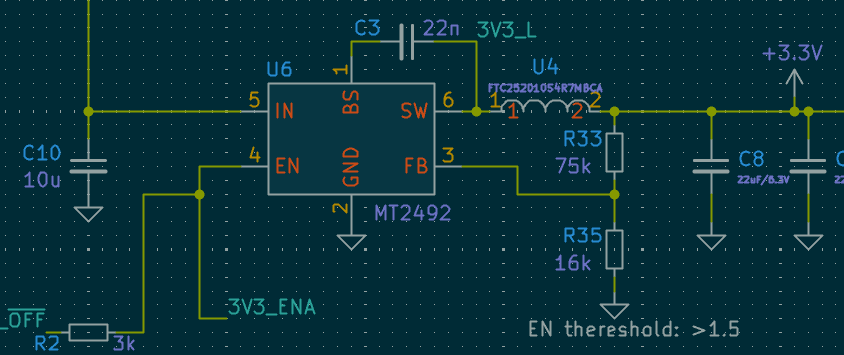 C3
22n
3V3_L
U6
1
U4
+3.3V
FTC252010S4R7MBCA
5
IN
BS
SW
6
1
1
2
2
C10
10u
4
EN
GND
FB
3
R33
75k
C8
22uF/6.3V
C
22
2
MT2492
R35
16k
3V3_ENA
_OFF
R2
3k
EN thereshold: >1.5